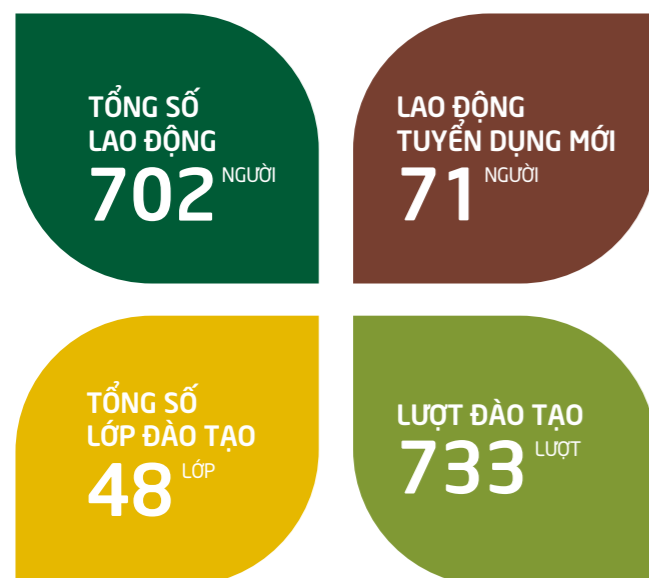 TỔNG SỐ
LAO ĐỘNG
702 NGƯỜI
LAO ĐỘNG
TUYỂN DỤNG MỚI
71 NGƯỜI
TỔNG SỐ
LỚP ĐÀO TẠO
48 LỚP
LƯỢT ĐÀO TẠO
733 LƯỢT